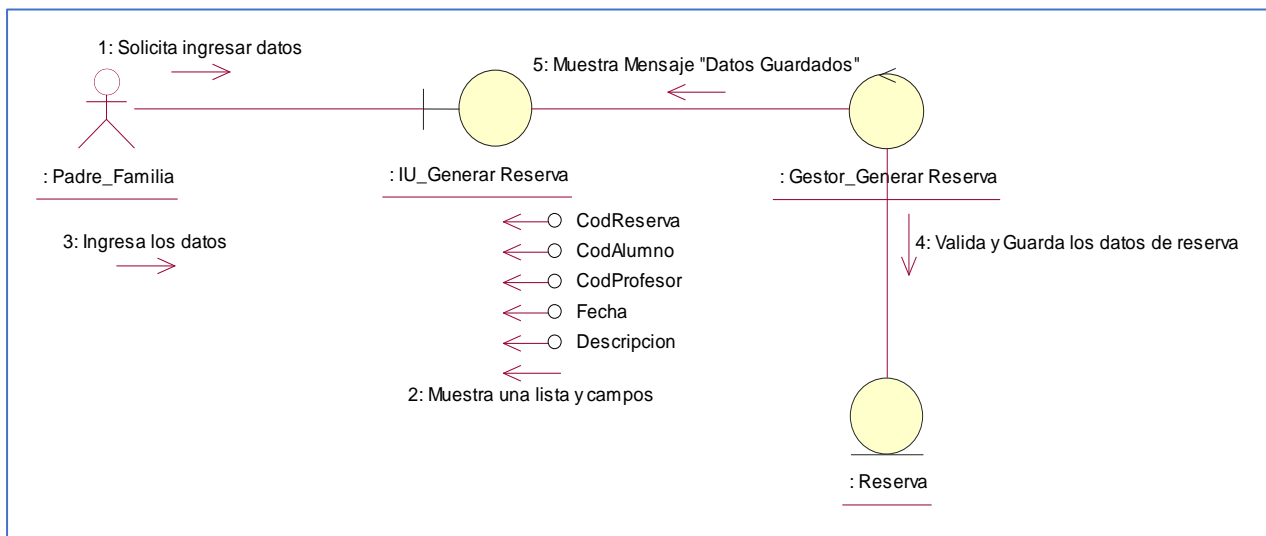 1: Solicita ingresar datos
5: Muestra Mensaje "Datos Guardados"
: Padre_Familia
: IU_Generar Reserva
: Gestor_Generar Reserva
3: Ingresa los datos
CodReserva
CodAlumno
CodProfesor
Fecha
Descripcion
2: Muestra una lista y campos
4: Valida y Guarda los datos de reserva
: Reserva